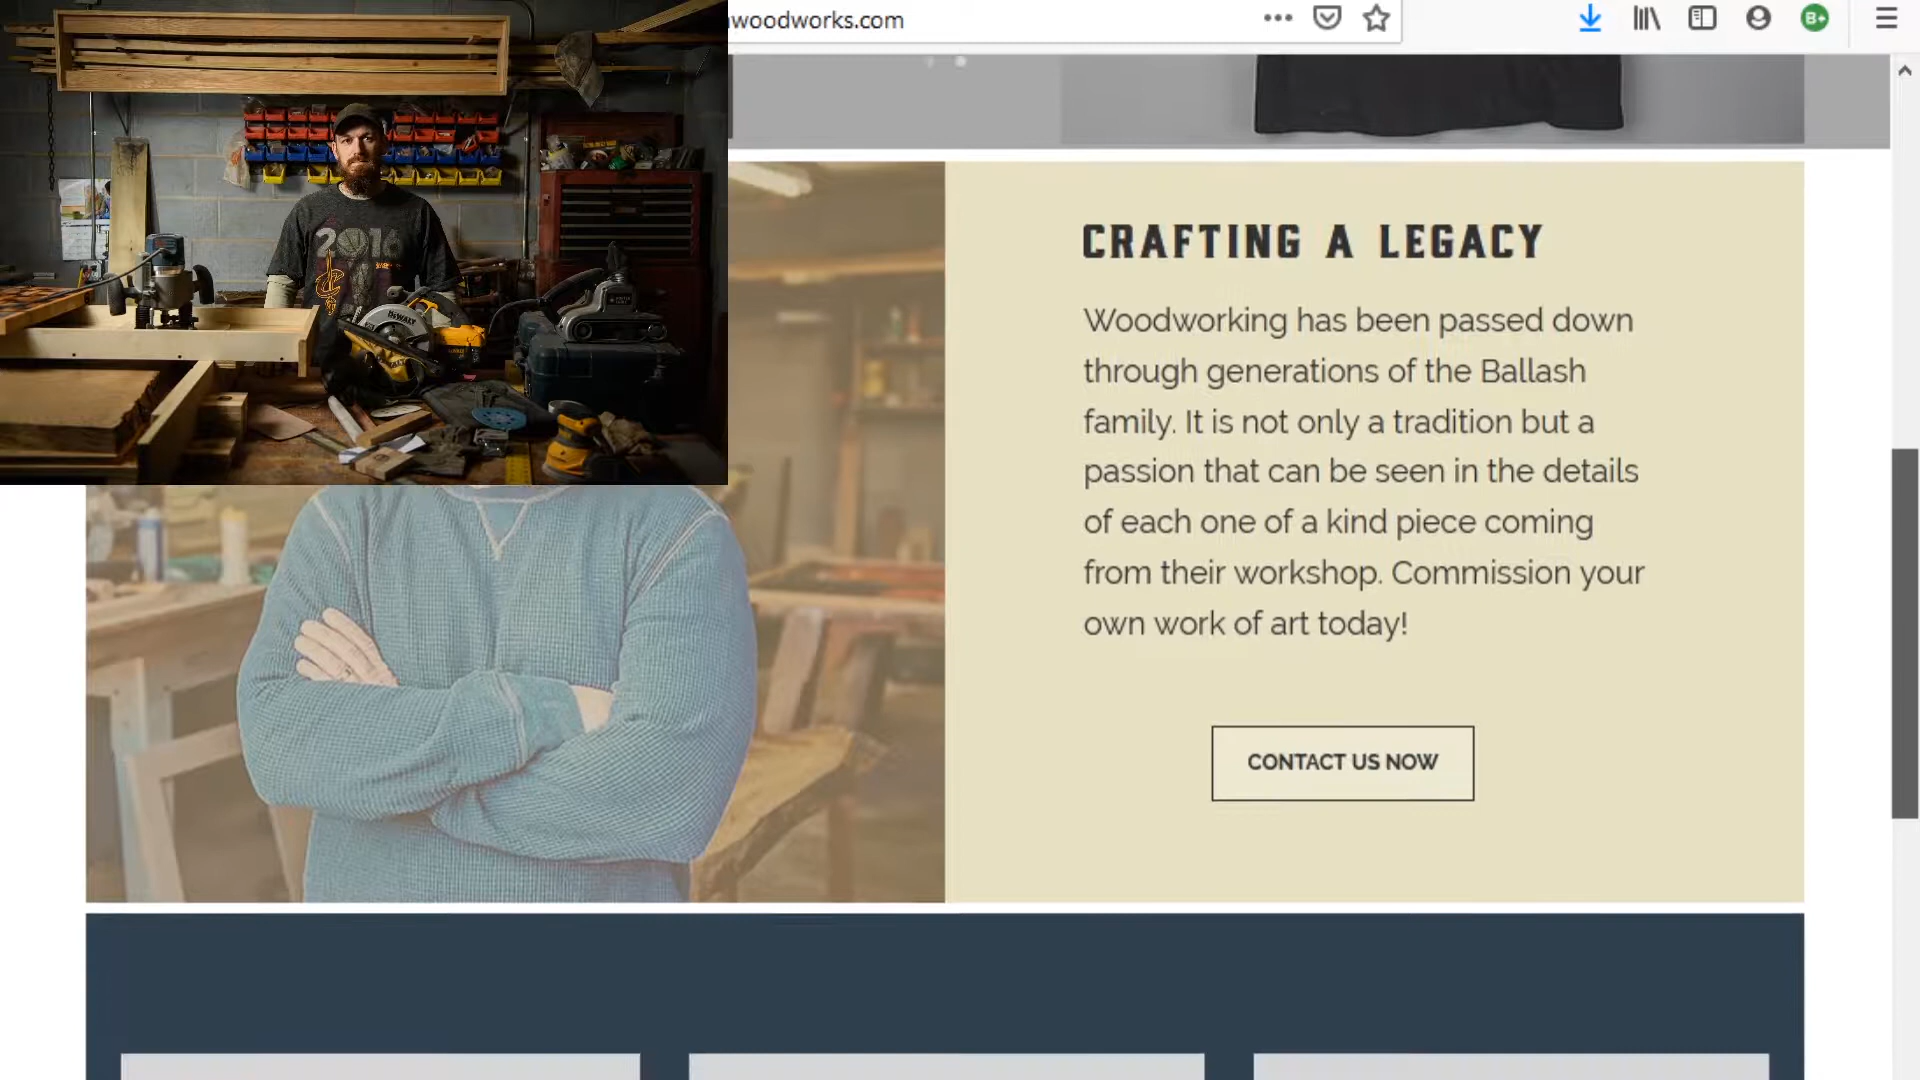 woodworks.com
B+
2016
DEWALT
CRAFTING A LEGACY
Woodworking has been passed down
through generations of the Ballash
family. It is not only a tradition but a
passion that can be seen in the details
of each one of a kind piece coming
from their workshop. Commission your
own work of art today!
CONTACT US NOW